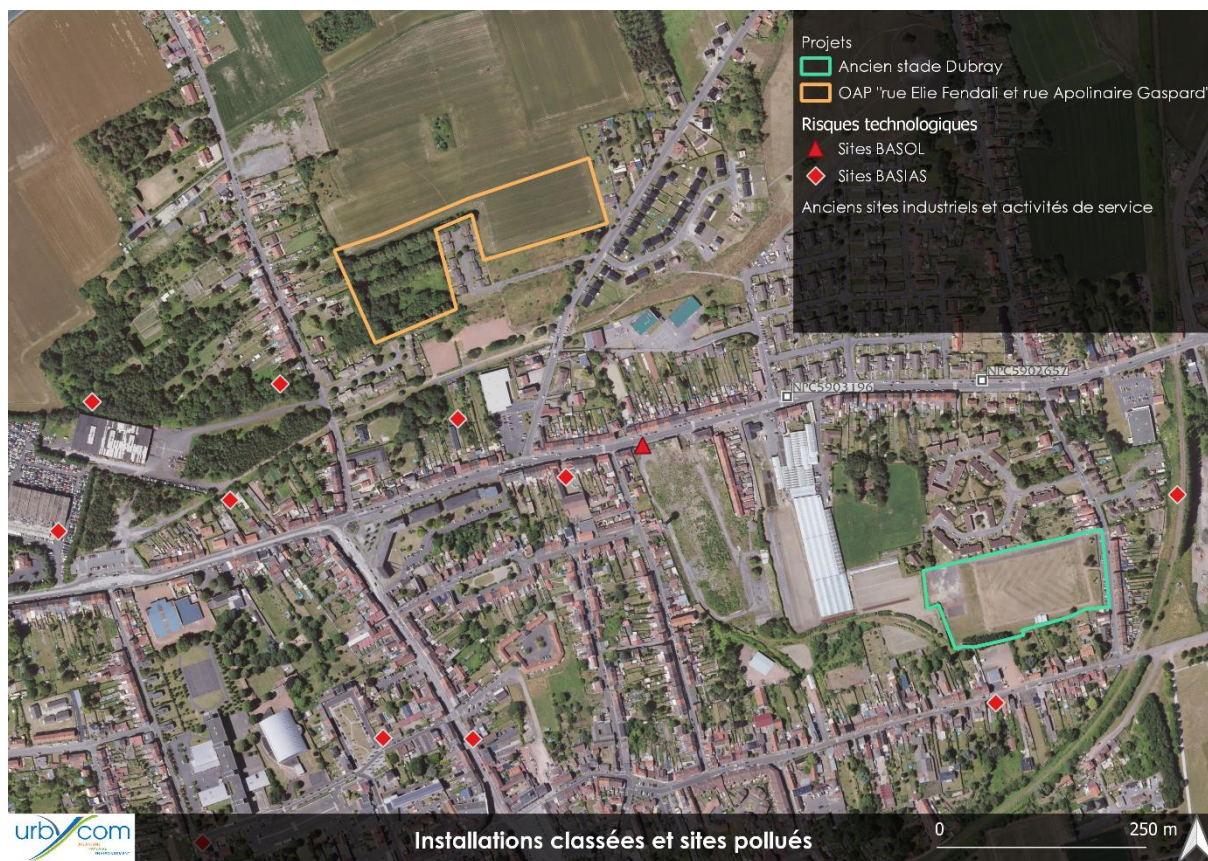 Projets
Ancien stade Dubray
OAP "rue Elie Fendali et rue Apolinaire Gaspard"
Risques technologiques
Sites BASOL
Sites BASIAS
Anciens sites industriels et activités de service
NPC5902657
NPC5903196
urbycom
Installations classées et sites pollués
0 250 m